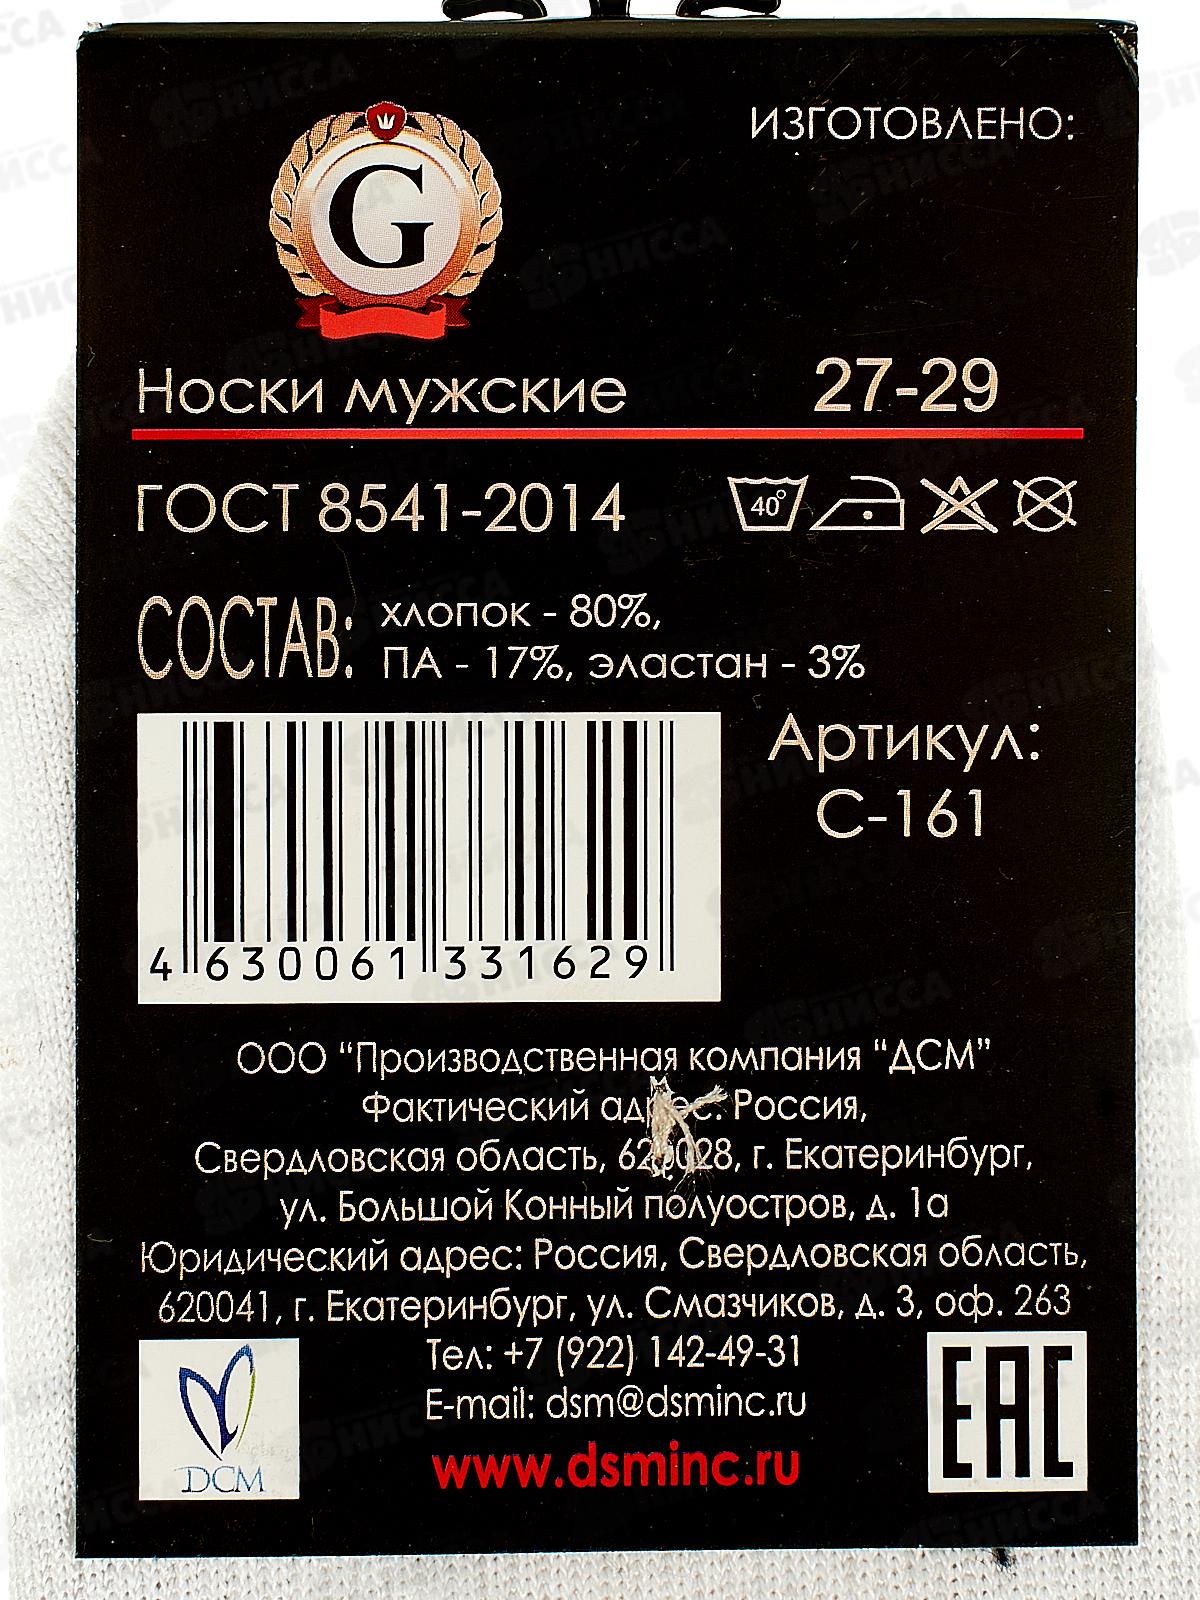 ИЗГОТОВЛЕНО:
G
Носки мужские 27-29
ГОСТ 8541-2014 40°
СОСТАВ: хлопок - 80%,
ПА - 17%, эластан - 3%
Артикул:
С-161
4 630061 331629
ООО “Производственная компания “ДСМ”
Фактический адрес: Россия,
Свердловская область, 620028, г. Екатеринбург,
ул. Большой Конный полуостров, д. 1а
Юридический адрес: Россия, Свердловская область,
620041, г. Екатеринбург, ул. Смазчиков, д. 3, оф. 263
Тел: +7 (922) 142-49-31
E-mail: dsm@dsminc.ru
www.dsminc.ru
DCM
EAC